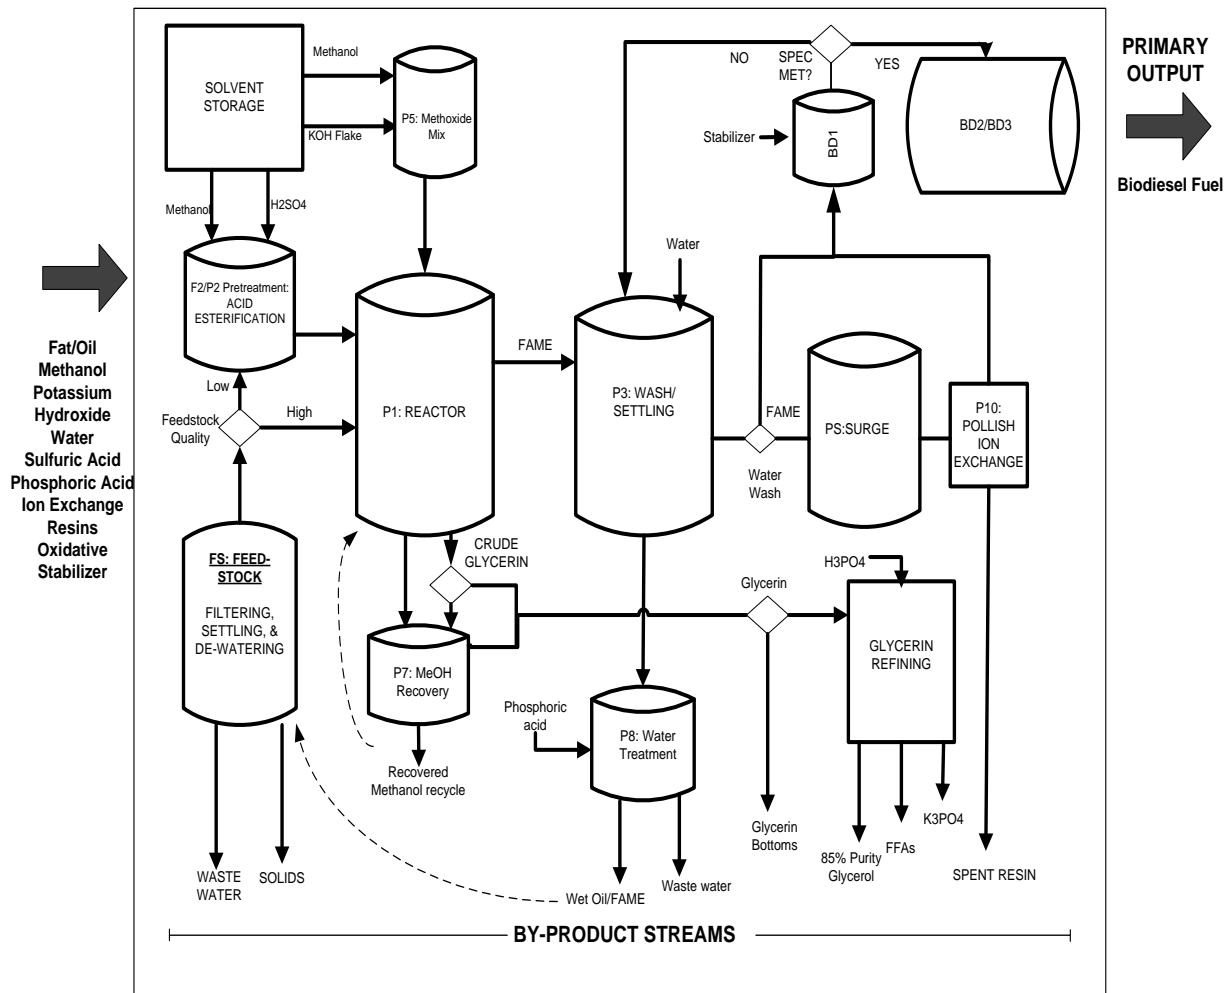 Fat/Oil
Methanol
Potassium
Hydroxide
Water
Sulfuric Acid
Phosphoric Acid
Ion Exchange
Resins
Oxidative
Stabilizer
SOLVENT
STORAGE
Methanol
KOH Flake
P5: Methoxide
Mix
Methanol
H2SO4
F2/P2 Pretreatment:
ACID
ESTERIFICATION
Low
Feedstock
Quality
High
FS: FEED-
STOCK
FILTERING,
SETTLING, &
DE-WATERING
WASTE
WATER
SOLIDS
P1: REACTOR
FAME
CRUDE
GLYCERIN
P7: MeOH
Recovery
Recovered
Methanol recycle
NO
SPEC
MET?
YES
Stabilizer
BD1
BD2/BD3
Water
P3: WASH/
SETTLING
FAME
Water
Wash
PS:SURGE
P10:
POLLISH
ION
EXCHANGE
Phosphoric
acid
P8: Water
Treatment
Wet Oil/FAME
Waste water
Glycerin
Glycerin
Bottoms
H3PO4
GLYCERIN
REFINING
85% Purity
Glycerol
FFAs
K3PO4
SPENT RESIN
BY-PRODUCT STREAMS
PRIMARY
OUTPUT
Biodiesel Fuel